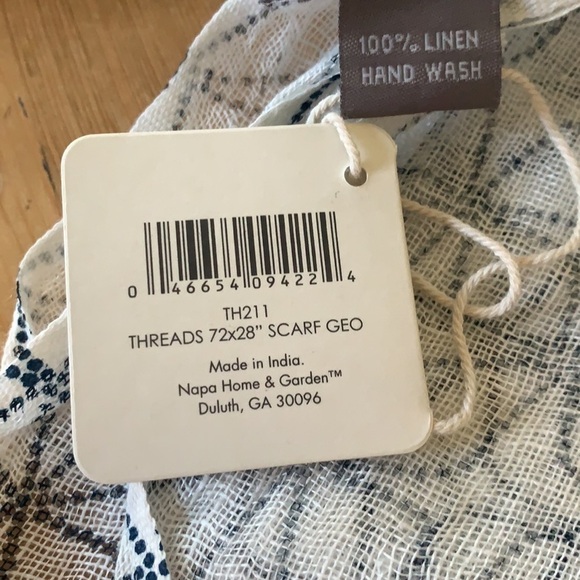 100% LINEN
HAND WASH
0 46654 09422 4
TH211
THREADS 72x28" SCARF GEO
Made in India.
Napa Home & Garden™
Duluth, GA 30096